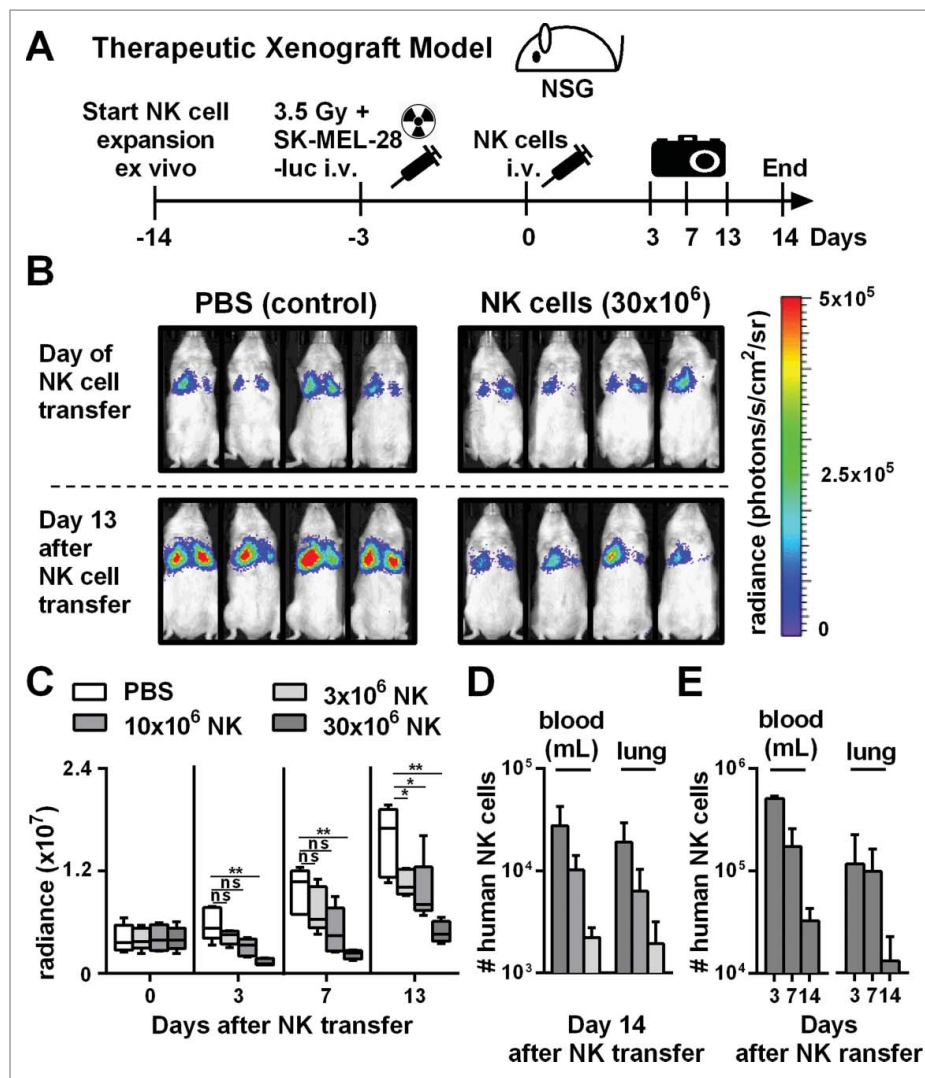 A Therapeutic Xenograft Model
NSG
Start NK cell
expansion
ex vivo
3.5 Gy +
SK-MEL-28
-luc i.v.
NK cells
i.v.
End
-14 -3 0 3 7 13 14 Days
B
PBS (control) NK cells (30x10⁶)
Day of
NK cell
transfer
Day 13
after
NK cell
transfer
5x10⁵
2.5x10⁵
0
radiance (photons/s/cm²/sr)
C
PBS 3x10⁶ NK
10x10⁶ NK 30x10⁶ NK
radiance (x10⁷)
2.4
1.2
0
**
ns
ns
**
ns
ns
**
*
*
0 3 7 13
Days after NK transfer
D
blood
(mL) lung
# human NK cells
10⁵
10⁴
10³
Day 14
after NK transfer
E
blood
(mL) lung
# human NK cells
10⁶
10⁵
10⁴
3 714 3 714
Days
after NK ransfer